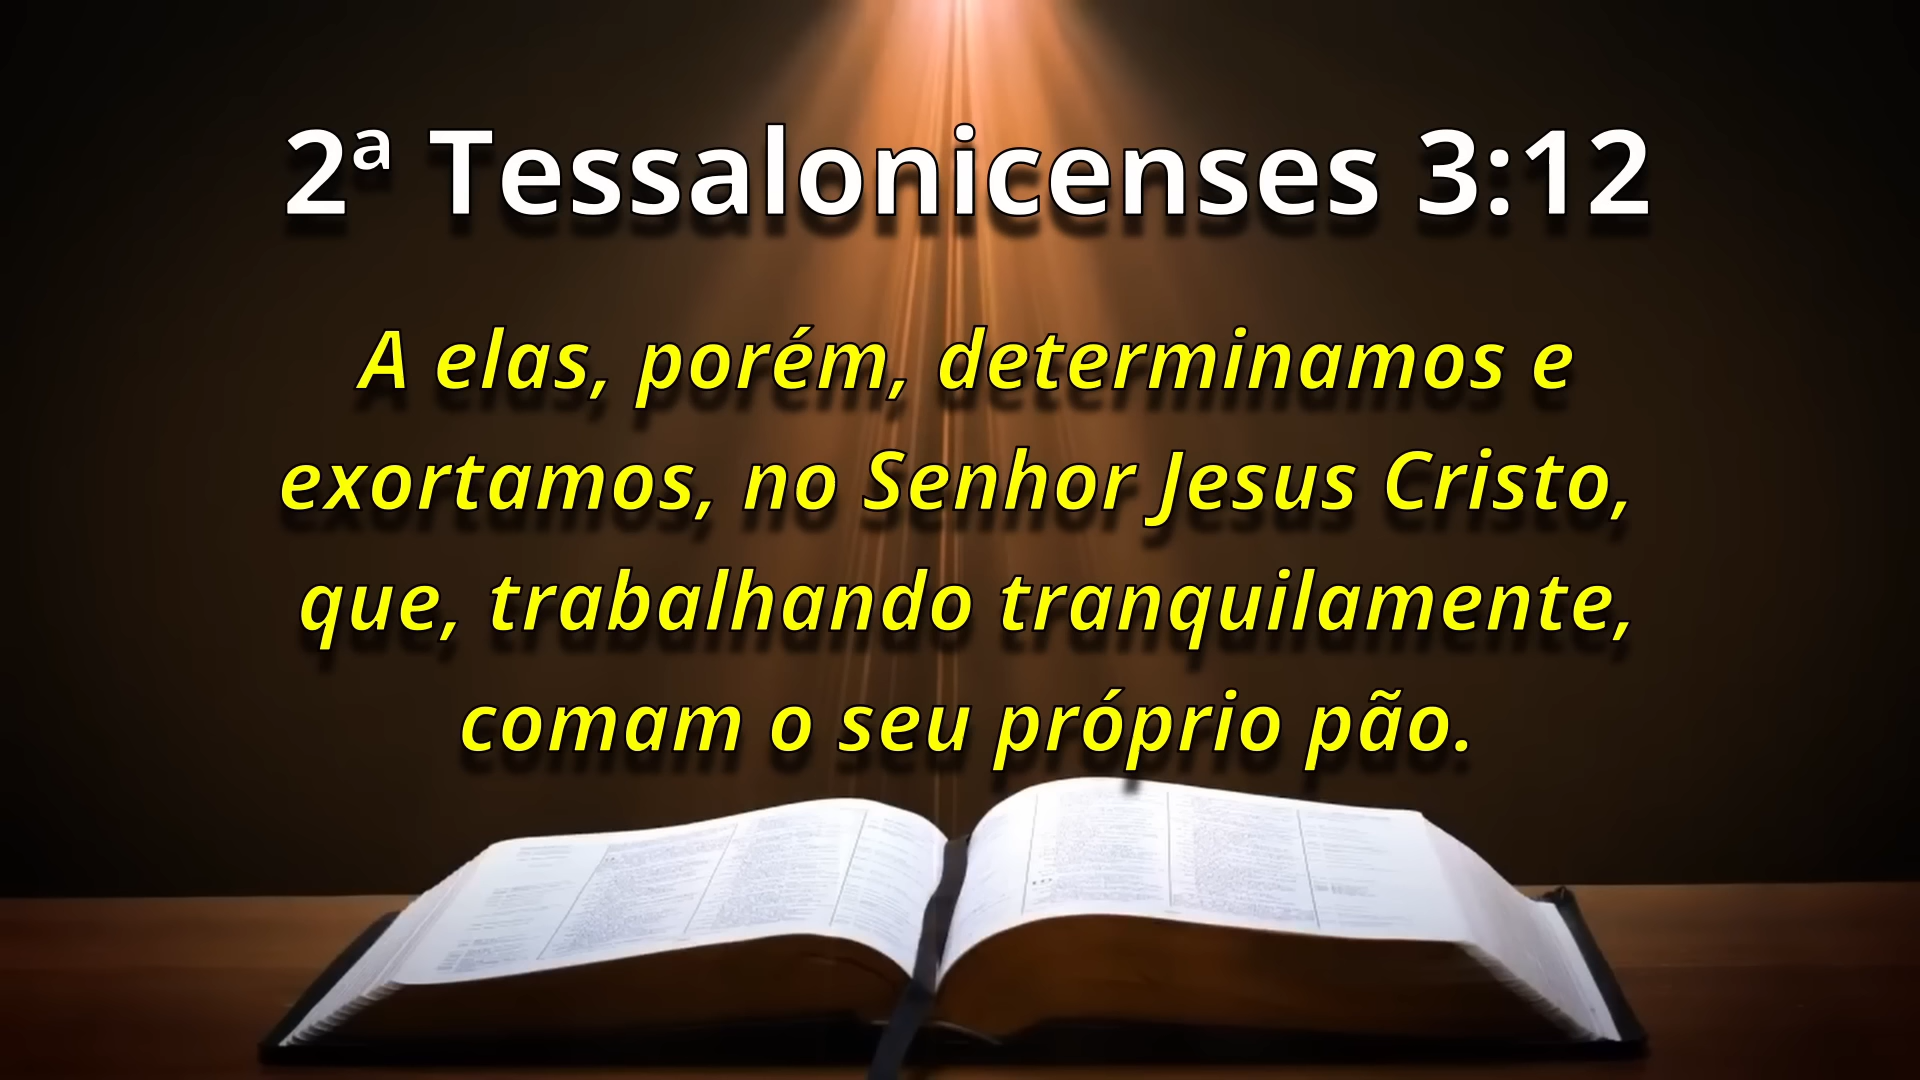 2ª Tessalonicenses 3:12
A elas, porém, determinamos e
exortamos, no Senhor Jesus Cristo,
que, trabalhando tranquilamente,
comam o seu próprio pão.